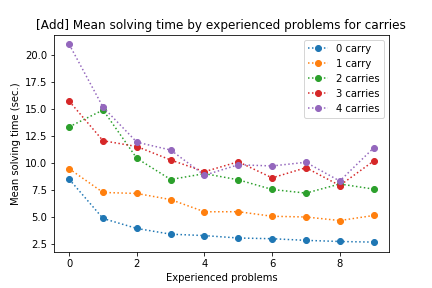 [Add] Mean solving time by experienced problems for carries
Mean solving time (sec.)
20.0
17.5
15.0
12.5
10.0
7.5
5.0
2.5
0 carry
1 carry
2 carries
3 carries
4 carries
0 2 4 6 8
Experienced problems